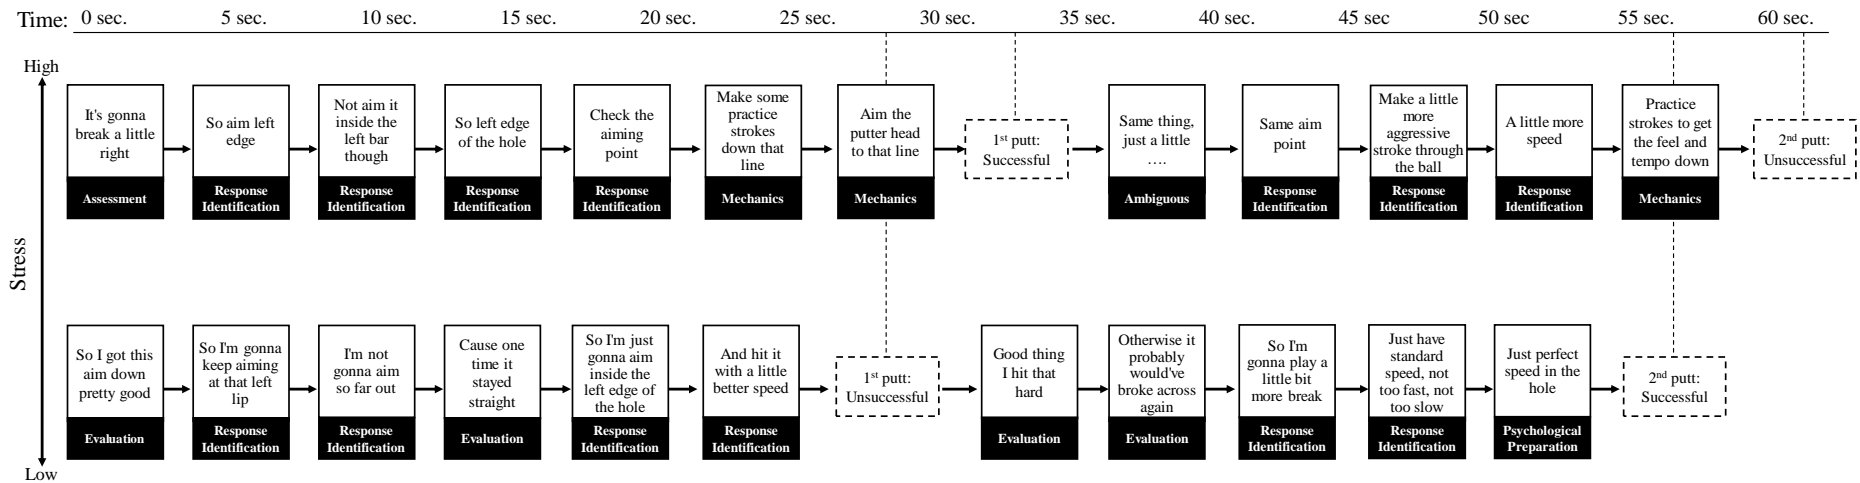 Time: 0 sec. 5 sec. 10 sec. 15 sec. 20 sec. 25 sec. 30 sec. 35 sec. 40 sec. 45 sec 50 sec 55 sec. 60 sec.
High
Stress
Low
It's gonna
break a little
right
Assessment
So aim left
edge
Response
Identification
Not aim it
inside the
left bar
though
Response
Identification
So left edge
of the hole
Response
Identification
Check the
aiming
point
Response
Identification
Make some
practice
strokes
down that
line
Mechanics
Aim the
putter head
to that line
Mechanics
1st putt:
Successful
Same thing,
just a little
….
Ambiguous
Same aim
point
Response
Identification
Make a little
more
aggressive
stroke through
the ball
Response
Identification
A little more
speed
Response
Identification
Practice
strokes to get
the feel and
tempo down
Mechanics
2nd putt:
Unsuccessful
So I got this
aim down
pretty good
Evaluation
So I'm gonna
keep aiming
at that left
lip
Response
Identification
I'm not
gonna aim
so far out
Response
Identification
Cause one
time it
stayed
straight
Evaluation
So I'm just
gonna aim
inside the
left edge of
the hole
Response
Identification
And hit it
with a little
better speed
Response
Identification
1st putt:
Unsuccessful
Good thing
I hit that
hard
Evaluation
Otherwise it
probably
would've
broke across
again
Evaluation
So I'm
gonna play a
little bit
more break
Response
Identification
Just have
standard
speed, not
too fast, not
too slow
Response
Identification
Just perfect
speed in the
hole
Psychological
Preparation
2nd putt:
Successful